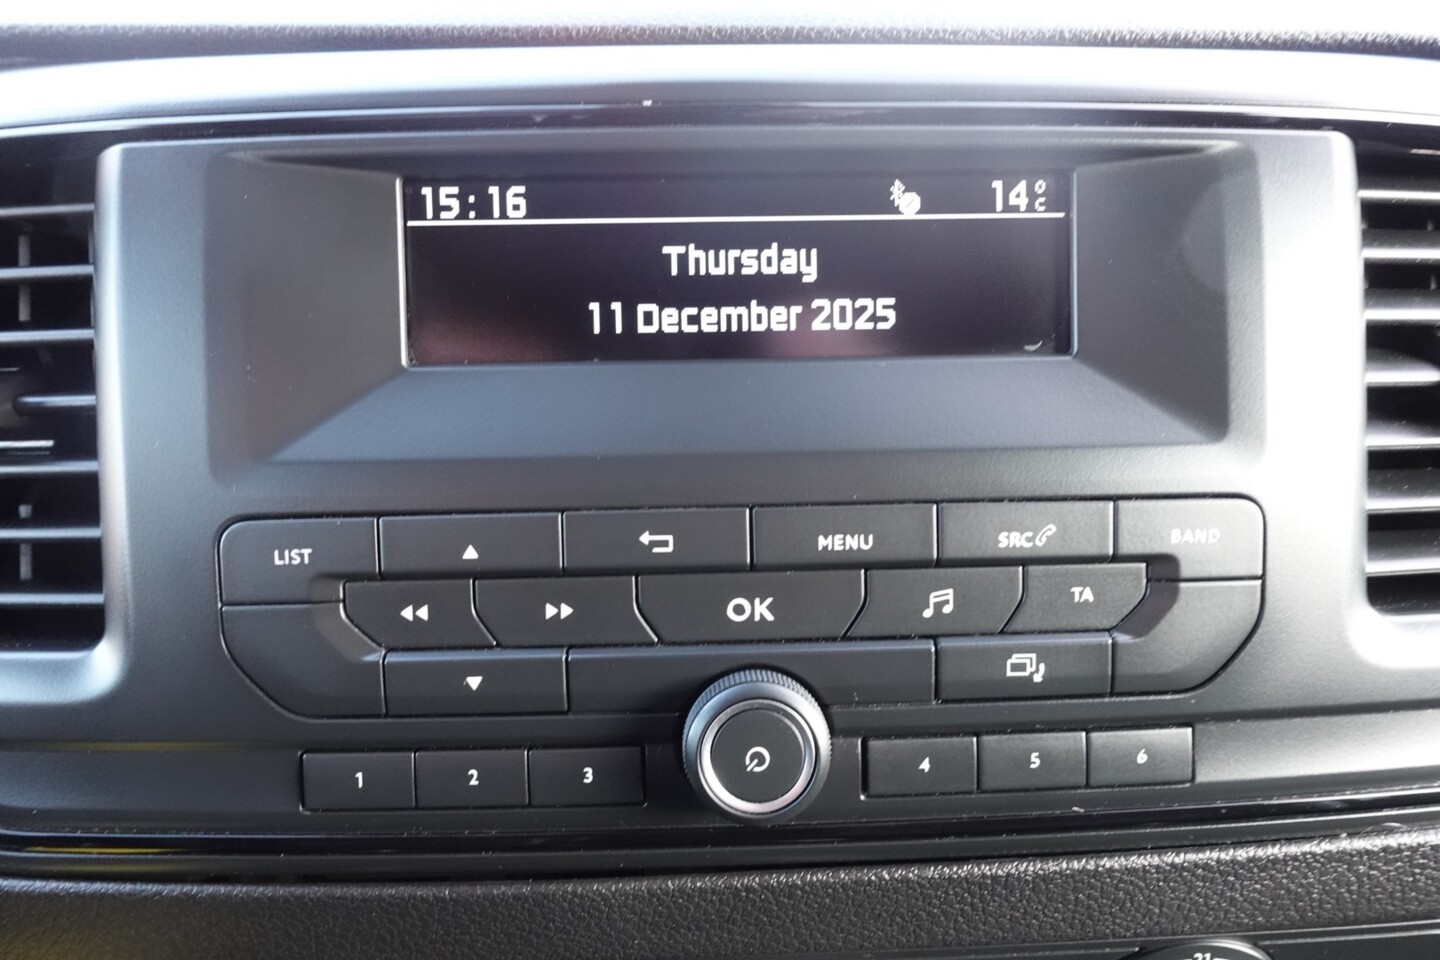 15:16 14°C
Thursday
11 December 2025
LIST MENU SRC BAND
OK TA
1 2 3 4 5 6
21